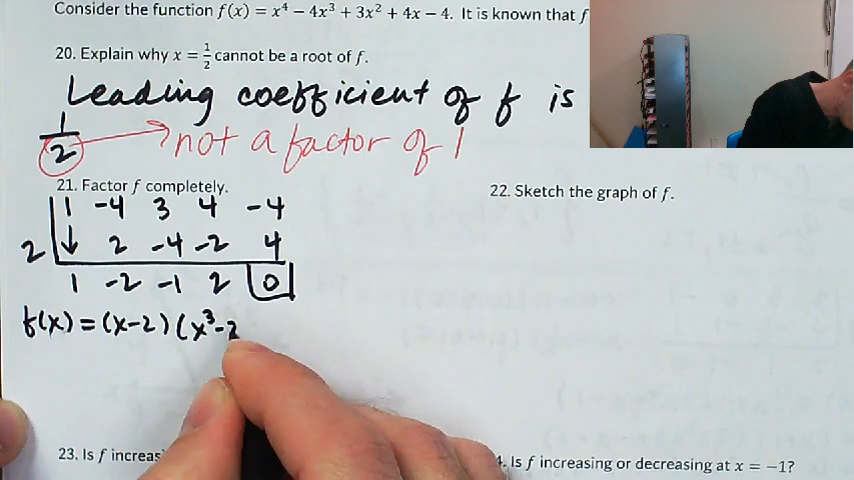 Consider the function f(x) = x⁴ − 4x³ + 3x² + 4x − 4. It is known that f
20. Explain why x = 1/2 cannot be a root of f.
Leading coefficient of f is
1/2 → not a factor of 1
21. Factor f completely.
22. Sketch the graph of f.
1 -4 3 4 -4
2 ↓ 2 -4 -2 4
1 -2 -1 2 0
f(x) = (x-2)(x³-2
23. Is f
. Is f increasing or decreasing at x = −1?